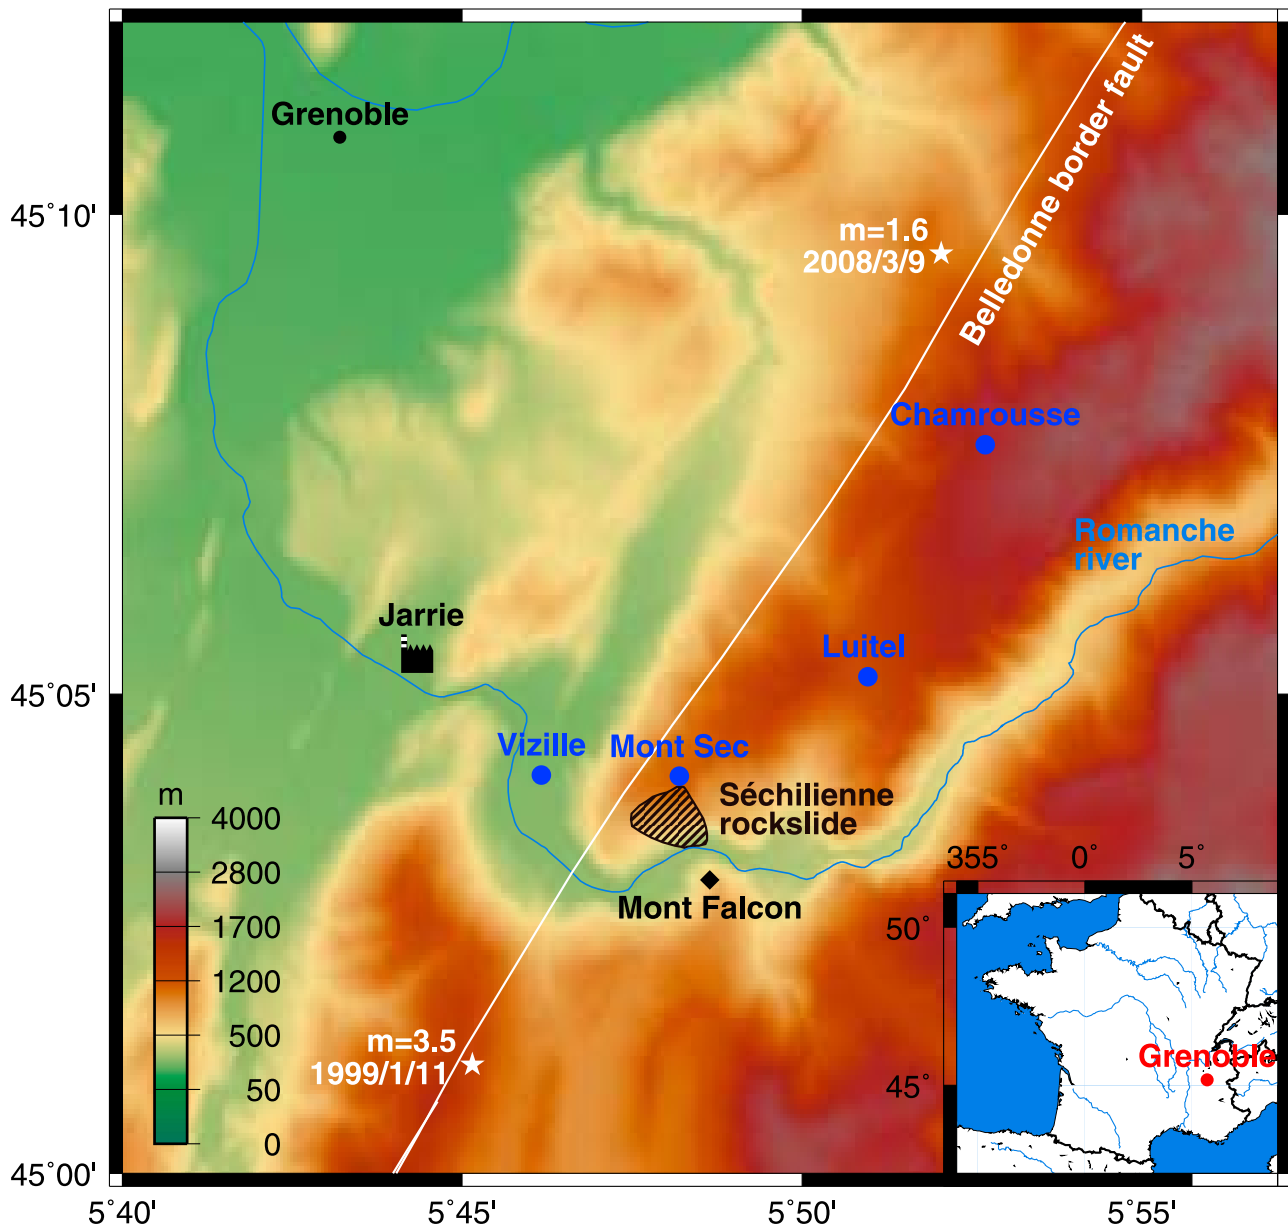 Grenoble
45°10'
m=1.6
2008/3/9
Belledonne border fault
Chamrousse
Romanche
river
Jarrie
Luitel
45°05'
Vizille
Mont Sec
Séchilienne
rockslide
m
4000
2800
1700
1200
500
50
0
Mont Falcon
355°
0°
5°
50°
45°
Grenoble
m=3.5
1999/1/11
45°00'
5°40'
5°45'
5°50'
5°55'